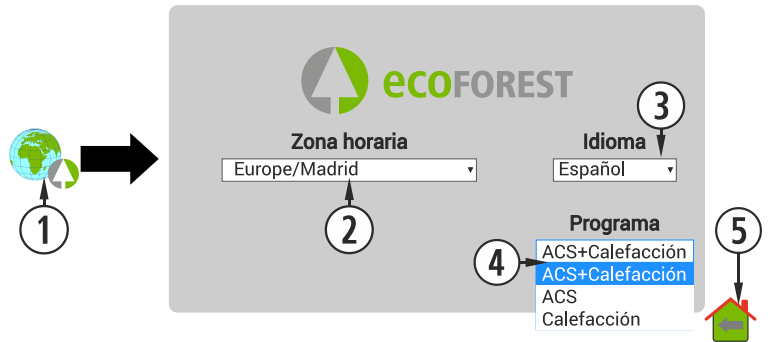 ecoFOREST
3
Zona horaria
Idioma
Europe/Madrid
Español
1
2
Programa
5
4
ACS+Calefacción
ACS+Calefacción
ACS
Calefacción